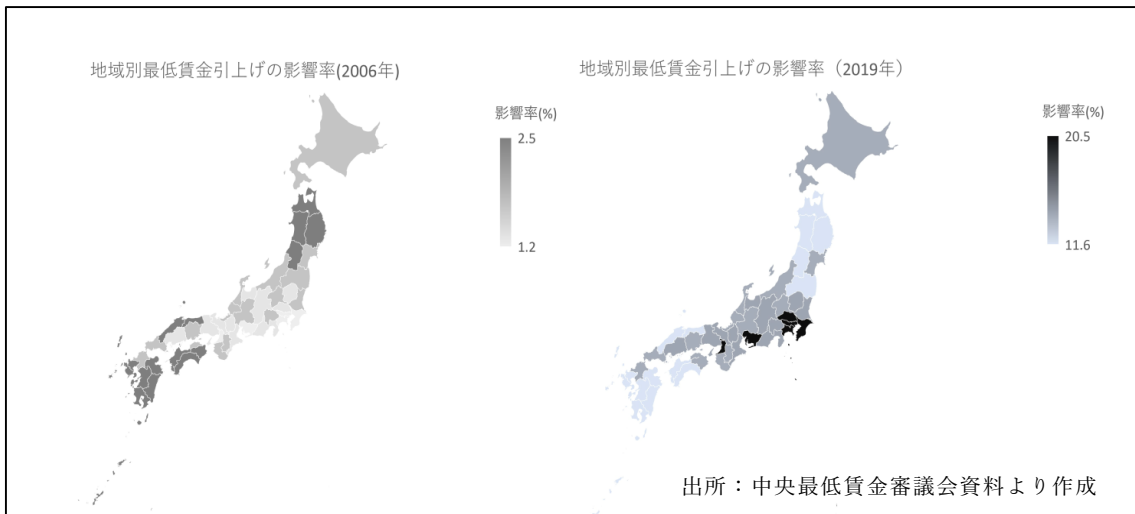 地域別最低賃金引上げの影響率(2006年)
影響率(%)
2.5
1.2
地域別最低賃金引上げの影響率（2019年）
影響率(%)
20.5
11.6
出所：中央最低賃金審議会資料より作成